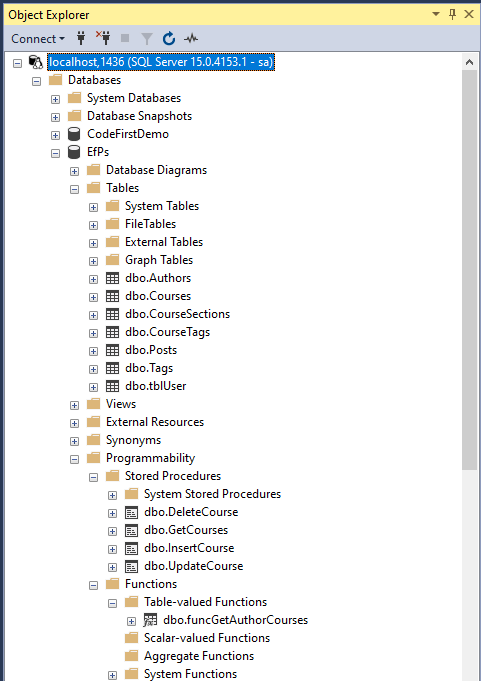 Object Explorer
Connect
localhost,1436 (SQL Server 15.0.4153.1 - sa)
Databases
System Databases
Database Snapshots
CodeFirstDemo
EfPs
Database Diagrams
Tables
System Tables
FileTables
External Tables
Graph Tables
dbo.Authors
dbo.Courses
dbo.CourseSections
dbo.CourseTags
dbo.Posts
dbo.Tags
dbo.tblUser
Views
External Resources
Synonyms
Programmability
Stored Procedures
System Stored Procedures
dbo.DeleteCourse
dbo.GetCourses
dbo.InsertCourse
dbo.UpdateCourse
Functions
Table-valued Functions
dbo.funcGetAuthorCourses
Scalar-valued Functions
Aggregate Functions
System Functions